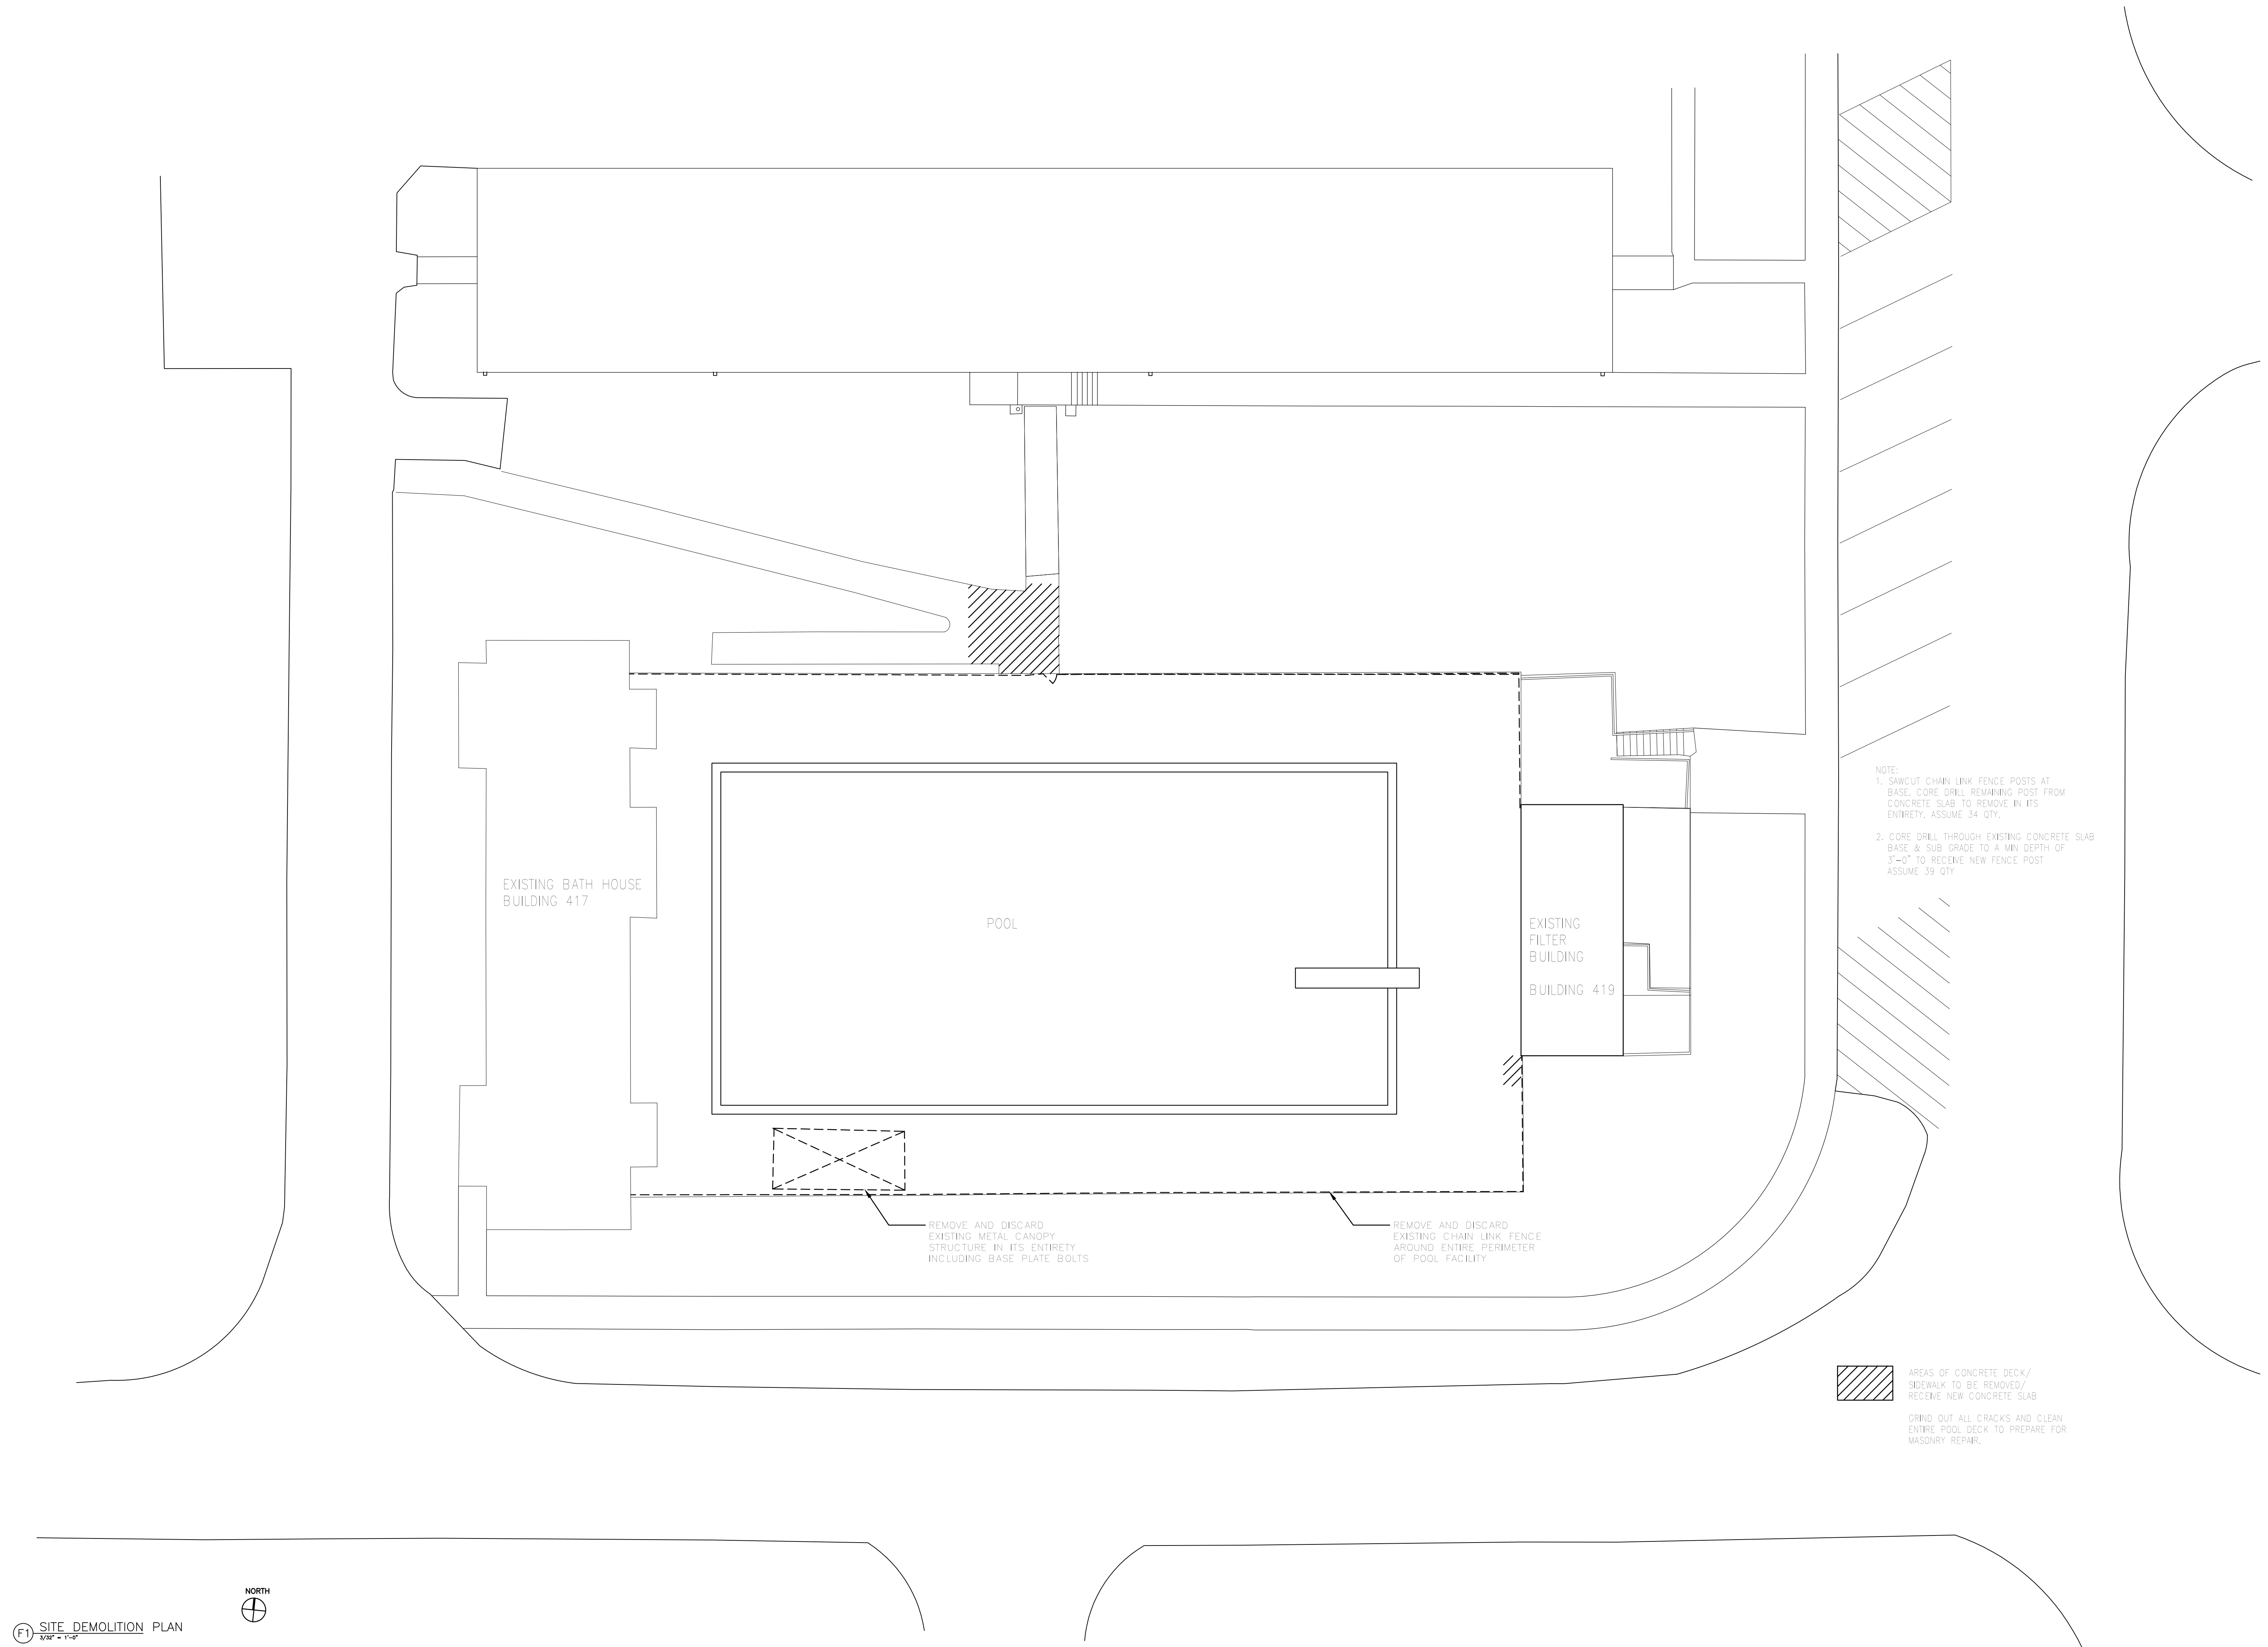 NOTE:
1. SAWCUT CHAIN LINK FENCE POSTS AT
BASE. CORE DRILL REMAINING POST FROM
CONCRETE SLAB TO REMOVE IN ITS
ENTIRETY. ASSUME 34 QTY.
2. CORE DRILL THROUGH EXISTING CONCRETE SLAB
BASE & SUB GRADE TO A MIN DEPTH OF
3'-0" TO RECEIVE NEW FENCE POST
ASSUME 39 QTY
EXISTING BATH HOUSE
BUILDING 417
POOL
EXISTING
FILTER
BUILDING
BUILDING 419
REMOVE AND DISCARD
EXISTING METAL CANOPY
STRUCTURE IN ITS ENTIRETY
INCLUDING BASE PLATE BOLTS
REMOVE AND DISCARD
EXISTING CHAIN LINK FENCE
AROUND ENTIRE PERIMETER
OF POOL FACILITY
AREAS OF CONCRETE DECK/
SIDEWALK TO BE REMOVED/
RECEIVE NEW CONCRETE SLAB
GRIND OUT ALL CRACKS AND CLEAN
ENTIRE POOL DECK TO PREPARE FOR
MASONRY REPAIR.
NORTH
F1 SITE DEMOLITION PLAN
3/32" = 1'-0"